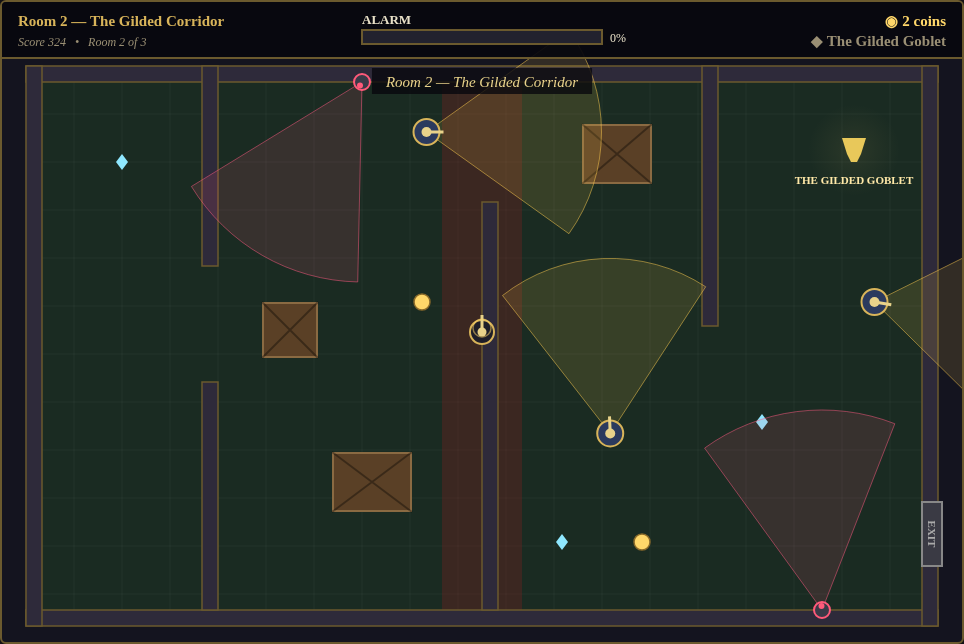 Room 2 — The Gilded Corridor
Score 324 • Room 2 of 3
ALARM
0%
◉ 2 coins
◆ The Gilded Goblet
Room 2 — The Gilded Corridor
THE GILDED GOBLET
EXIT